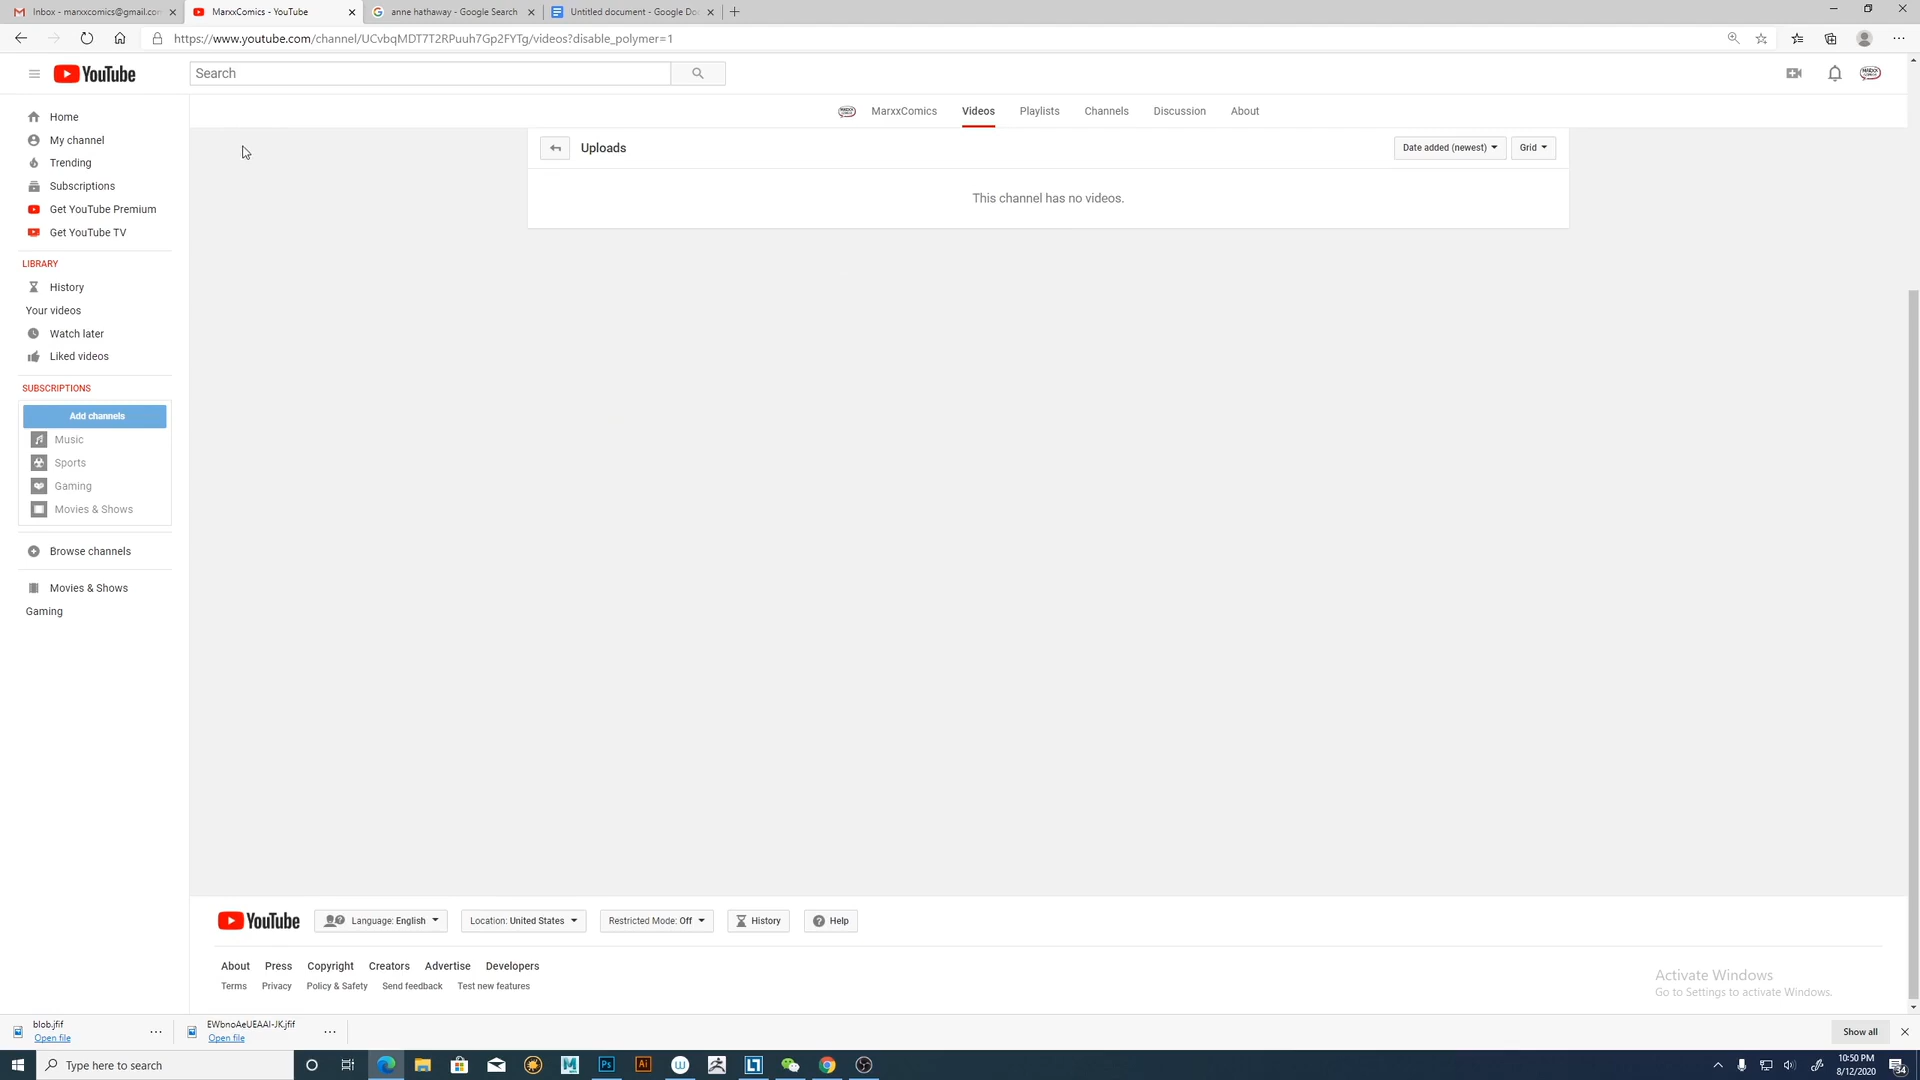 Inbox - marxxcomics@gmail.co
MarxxComics - YouTube
anne hathaway - Google Search
Untitled document - Google Do
https://www.youtube.com/channel/UCvbqMDT7T2RPuuh7Gp2FYTg/videos?disable_polymer=1
YouTube
Search
MarxxComics Videos Playlists Channels Discussion About
Home
My channel
Trending
Subscriptions
Get YouTube Premium
Get YouTube TV
LIBRARY
History
Your videos
Watch later
Liked videos
SUBSCRIPTIONS
Add channels
Music
Sports
Gaming
Movies & Shows
Browse channels
Movies & Shows
Gaming
Uploads
Date added (newest)
Grid
This channel has no videos.
YouTube
Language: English
Location: United States
Restricted Mode: Off
History
Help
About Press Copyright Creators Advertise Developers
Terms Privacy Policy & Safety Send feedback Test new features
Activate Windows
Go to Settings to activate Windows.
blob.jfif
Open file
EWbnoAeUEAAI-JK.jfif
Open file
Show all
Type here to search
Ps
Ai
10:50 PM
8/12/2020
34